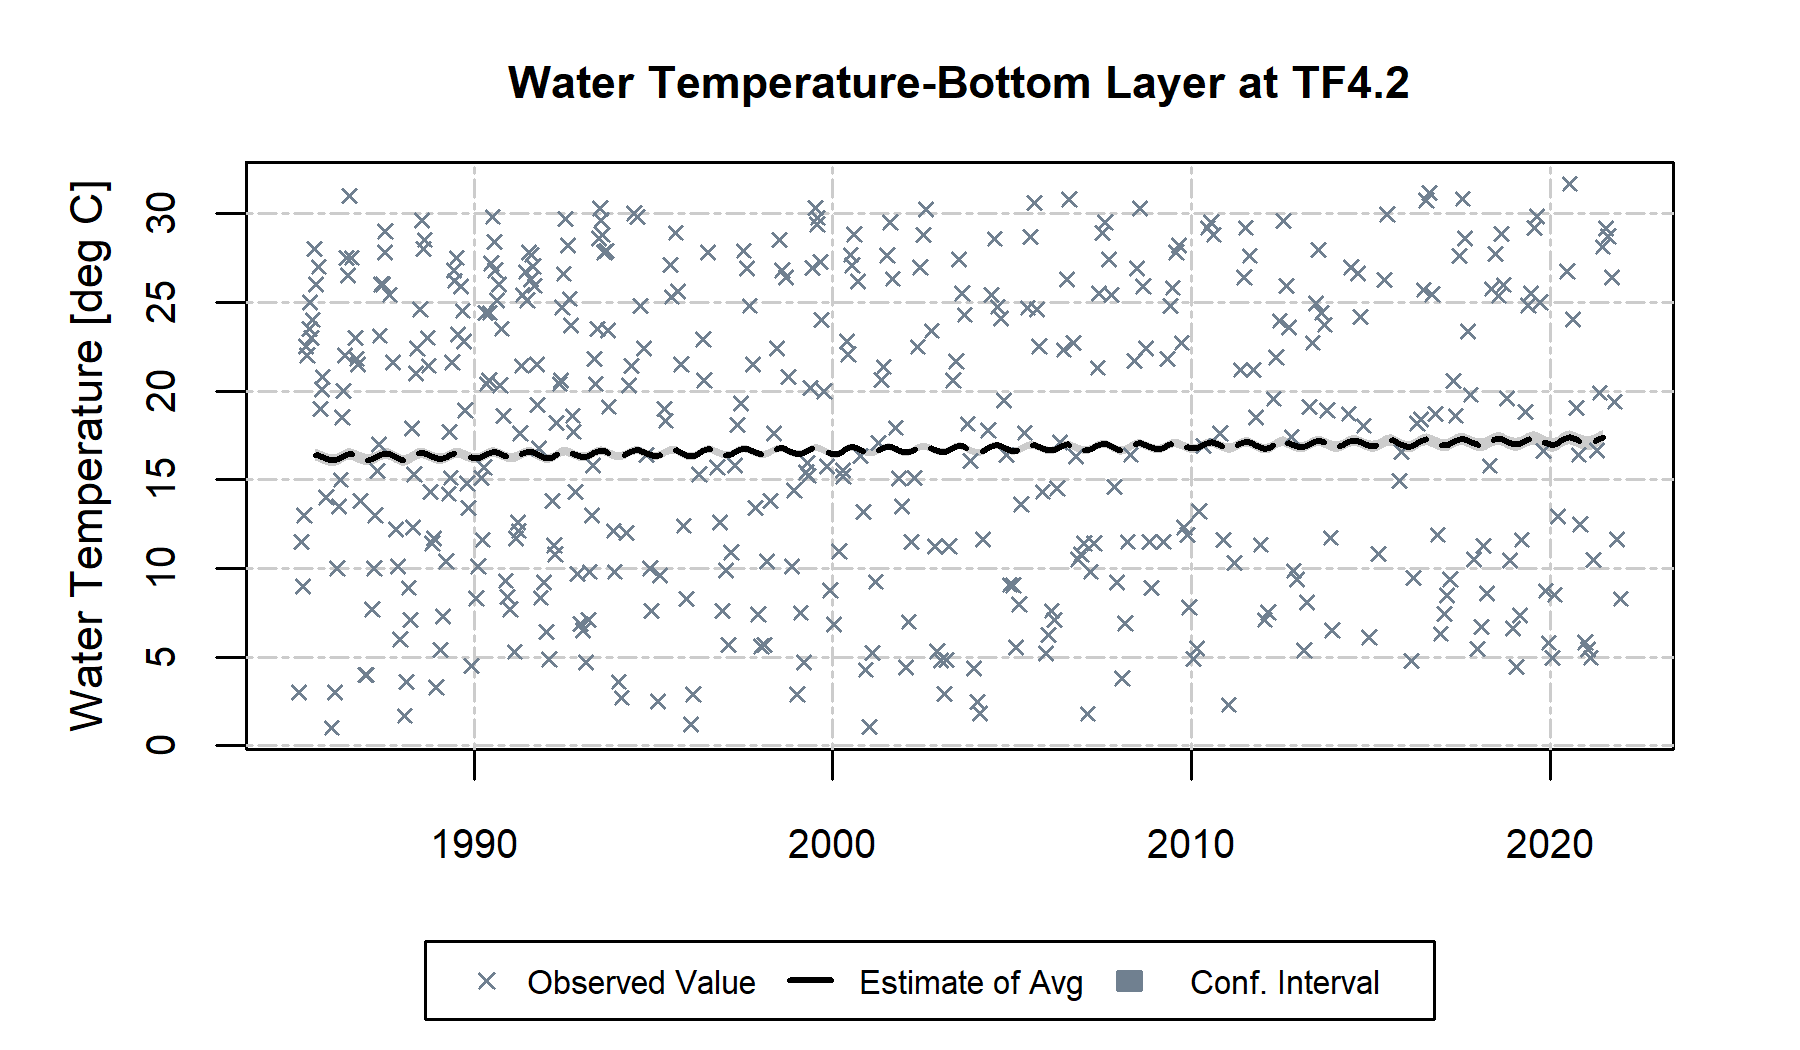 Water Temperature-Bottom Layer at TF4.2
Water Temperature [deg C]
30
25
20
15
10
5
0
1990 2000 2010 2020
Observed Value Estimate of Avg Conf. Interval